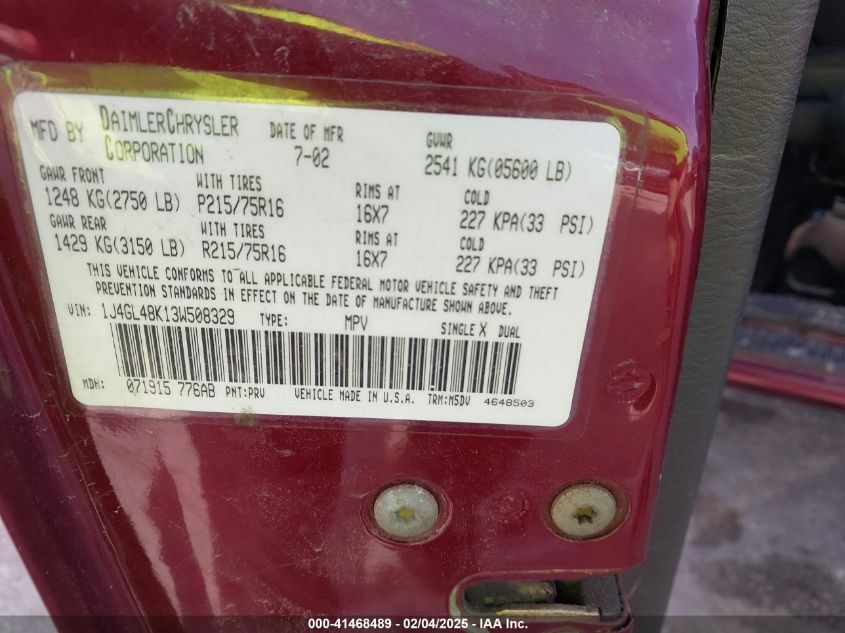 MFD BY DAIMLERCHRYSLER CORPORATION DATE OF MFR 7-02 GVWR 2541 KG(05600 LB)
GAWR FRONT WITH TIRES RIMS AT COLD
1248 KG(2750 LB) P215/75R16 16X7 227 KPA(33 PSI)
GAWR REAR WITH TIRES RIMS AT COLD
1429 KG(3150 LB) R215/75R16 16X7 227 KPA(33 PSI)
THIS VEHICLE CONFORMS TO ALL APPLICABLE FEDERAL MOTOR VEHICLE SAFETY AND THEFT
PREVENTION STANDARDS IN EFFECT ON THE DATE OF MANUFACTURE SHOWN ABOVE.
VIN: 1J4GL48K13W508329 TYPE: MPV SINGLE X DUAL
MDH: 071915 776AB PNT:PRV VEHICLE MADE IN U.S.A. TRM:M5DV 4648503
000-41468489 - 02/04/2025 - IAA Inc.